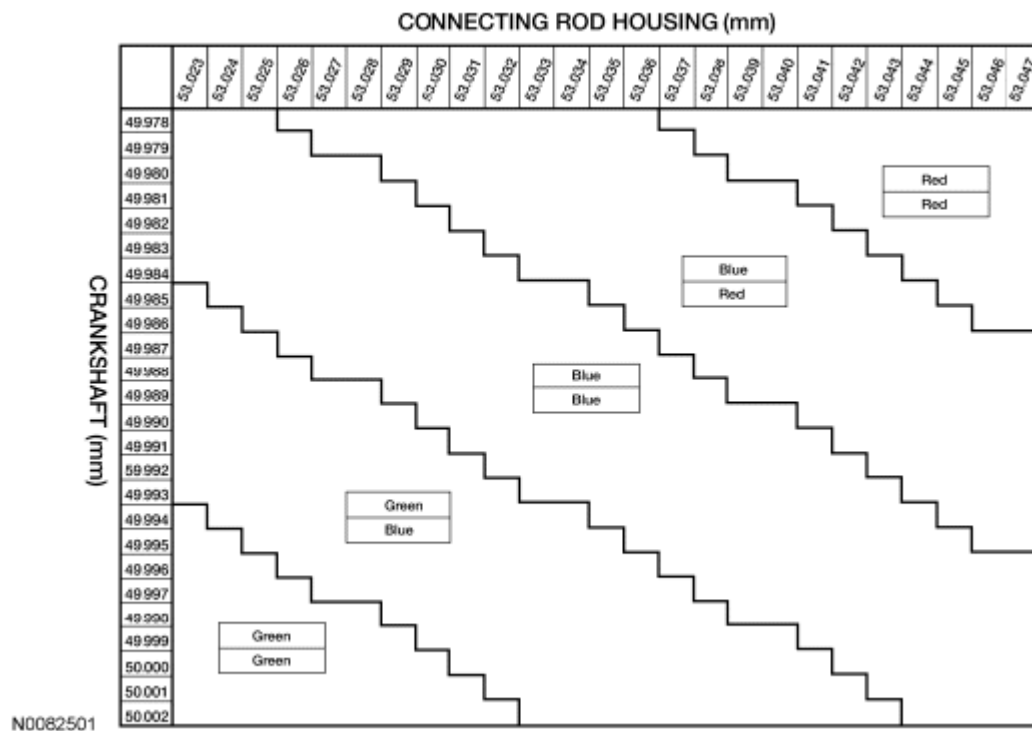 CONNECTING ROD HOUSING (mm)
53.023 53.024 53.025 53.026 53.027 53.028 53.029 53.030 53.031 53.032 53.033 53.034 53.035 53.036 53.037 53.038 53.039 53.040 53.041 53.042 53.043 53.044 53.045 53.046 53.047
CRANKSHAFT (mm)
49.978
49.979
49.980
49.981
49.982
49.983
49.984
49.985
49.986
49.987
49.988
49.989
49.990
49.991
59.992
49.993
49.994
49.995
49.996
49.997
49.990
49.999
50.000
50.001
50.002
Red
Red
Blue
Red
Blue
Blue
Green
Blue
Green
Green
N0082501